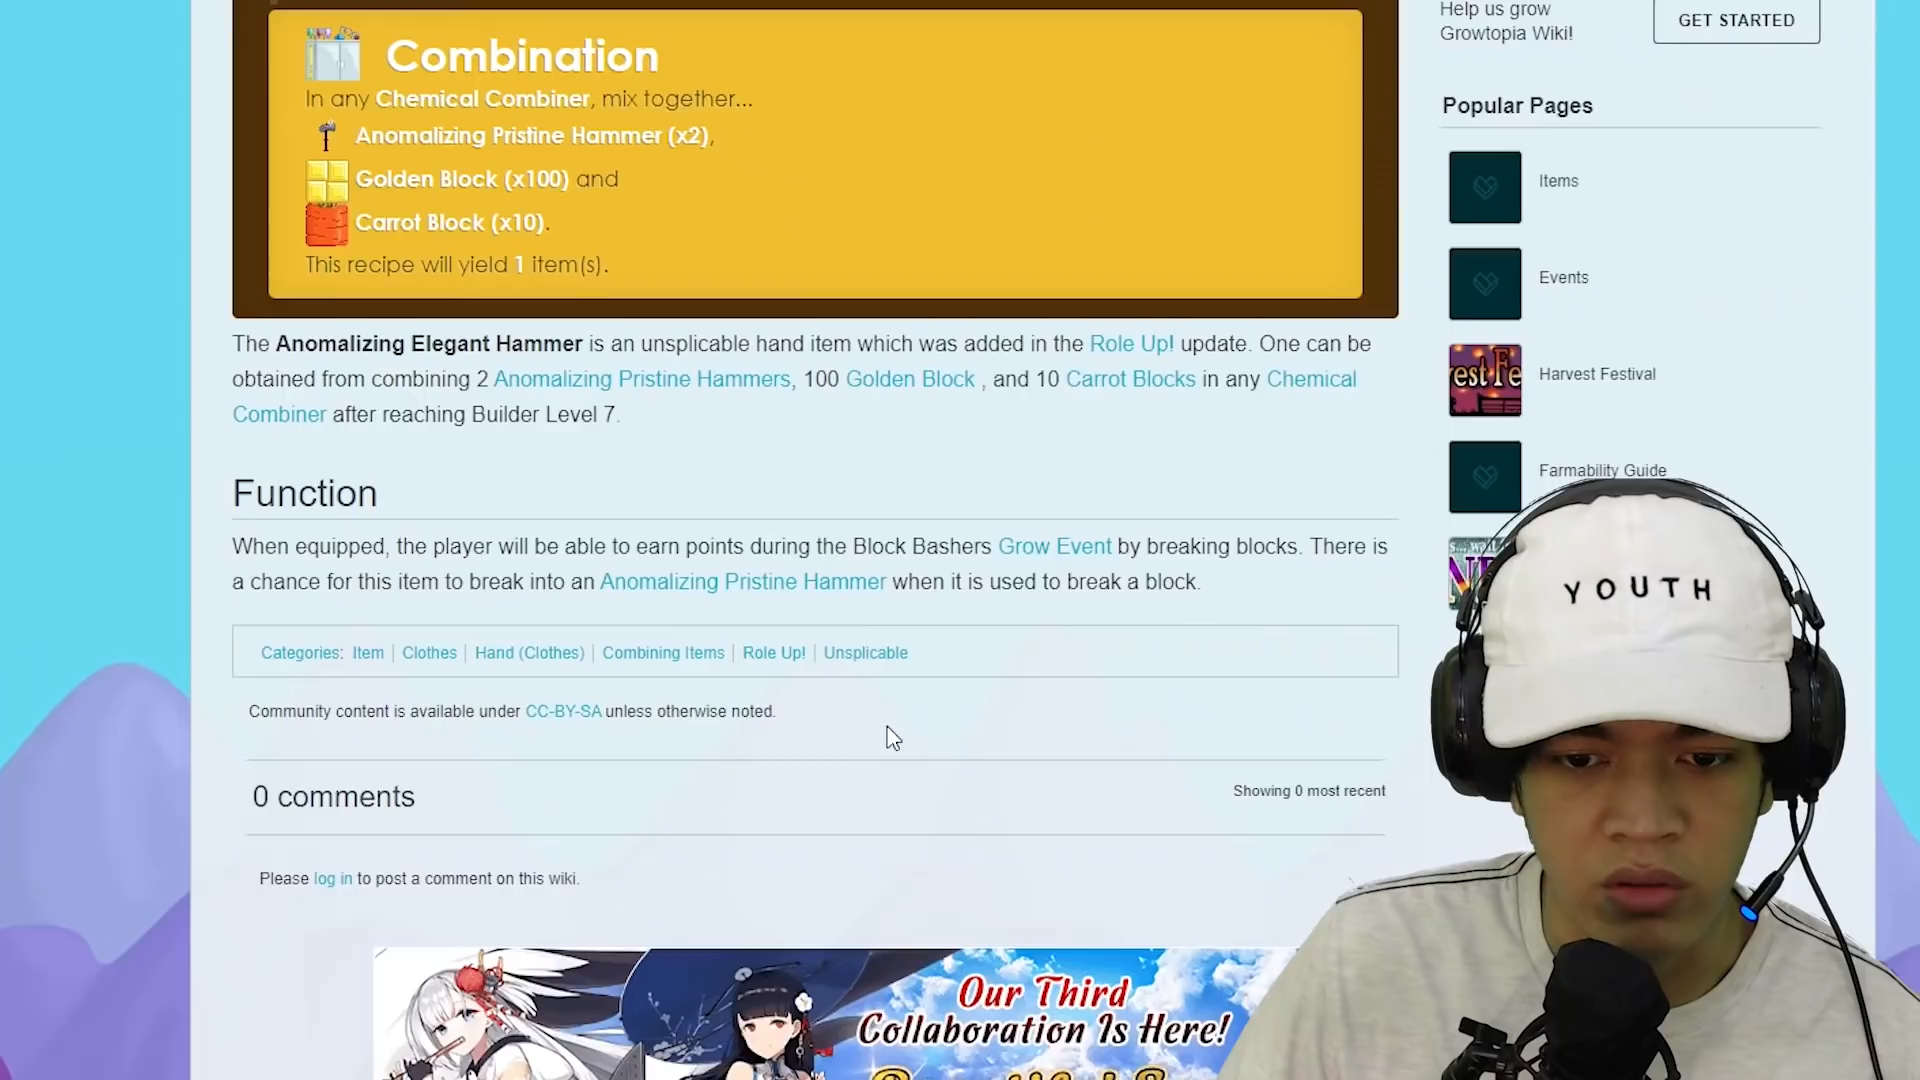 Combination
In any Chemical Combiner, mix together...
Anomalizing Pristine Hammer (x2),
Golden Block (x100) and
Carrot Block (x10).
This recipe will yield 1 item(s).
The Anomalizing Elegant Hammer is an unsplicable hand item which was added in the Role Up! update. One can be
obtained from combining 2 Anomalizing Pristine Hammers, 100 Golden Block , and 10 Carrot Blocks in any Chemical
Combiner after reaching Builder Level 7.
Function
When equipped, the player will be able to earn points during the Block Bashers Grow Event by breaking blocks. There is
a chance for this item to break into an Anomalizing Pristine Hammer when it is used to break a block.
Categories: Item Clothes Hand (Clothes) Combining Items Role Up! Unsplicable
Community content is available under CC-BY-SA unless otherwise noted.
0 comments
Showing 0 most recent
Please log in to post a comment on this wiki.
Our Third
Collaboration Is Here!
Help us grow
Growtopia Wiki!
GET STARTED
Popular Pages
Items
Events
Harvest Festival
Farmability Guide
YOUTH